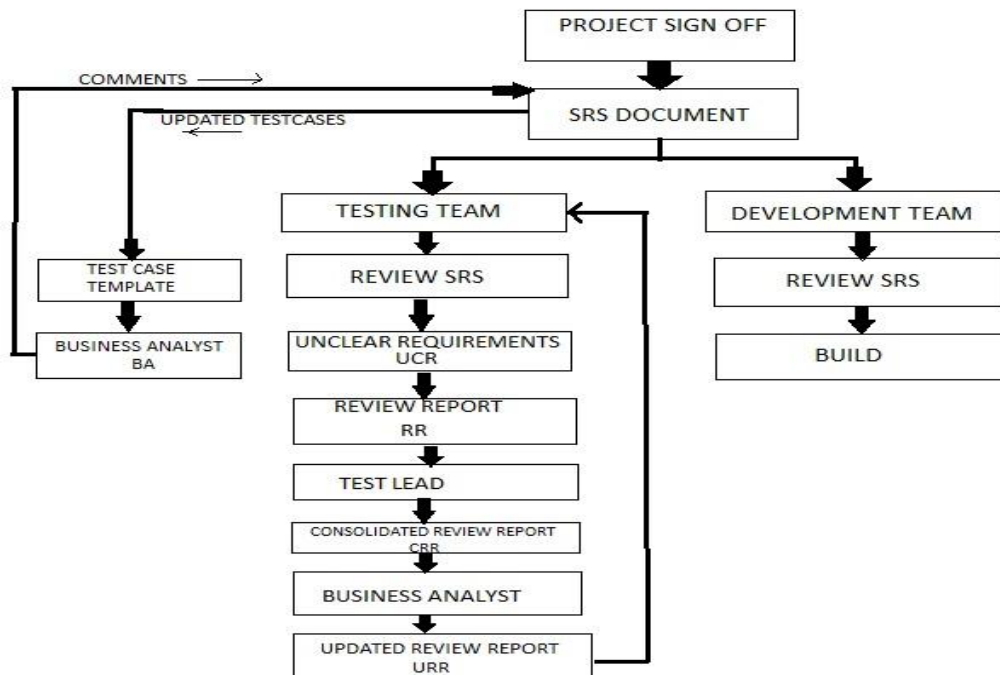 PROJECT SIGN OFF
COMMENTS
SRS DOCUMENT
UPDATED TESTCASES
TESTING TEAM
DEVELOPMENT TEAM
TEST CASE
TEMPLATE
REVIEW SRS
REVIEW SRS
BUSINESS ANALYST
BA
UNCLEAR REQUIREMENTS
UCR
BUILD
REVIEW REPORT
RR
TEST LEAD
CONSOLIDATED REVIEW REPORT
CRR
BUSINESS ANALYST
UPDATED REVIEW REPORT
URR